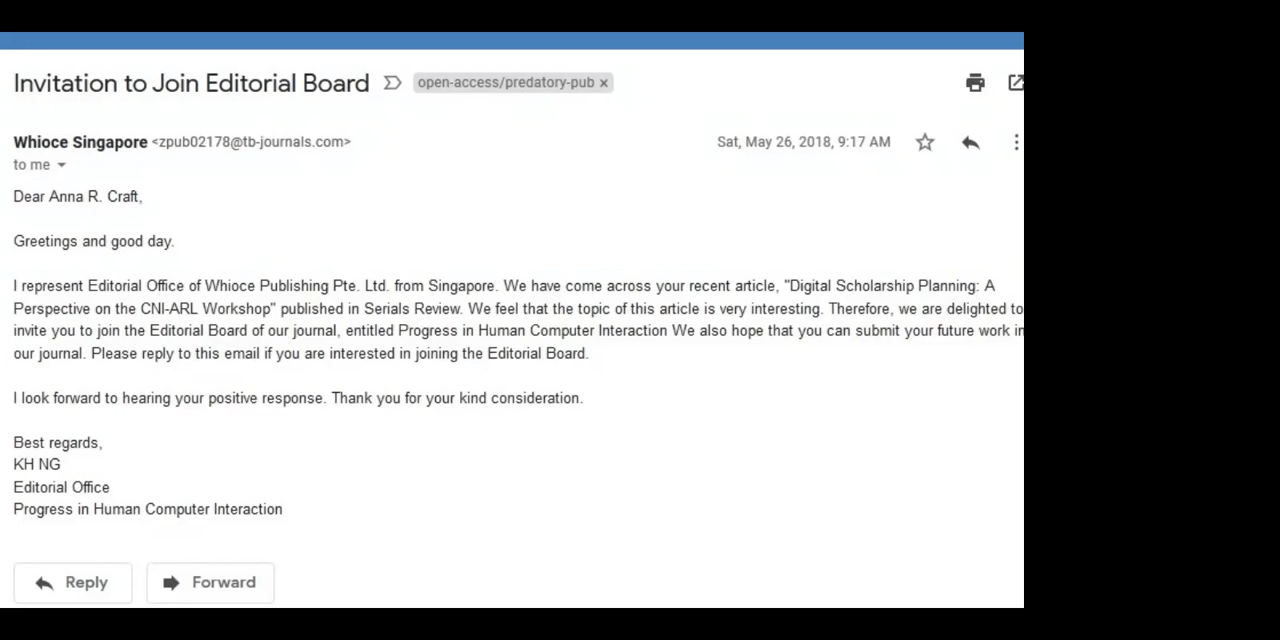 Invitation to Join Editorial Board open-access/predatory-pub ×
Whioce Singapore <zpub02178@tb-journals.com> Sat, May 26, 2018, 9:17 AM
to me
Dear Anna R. Craft,
Greetings and good day.
I represent Editorial Office of Whioce Publishing Pte. Ltd. from Singapore. We have come across your recent article, "Digital Scholarship Planning: A
Perspective on the CNI-ARL Workshop" published in Serials Review. We feel that the topic of this article is very interesting. Therefore, we are delighted to
invite you to join the Editorial Board of our journal, entitled Progress in Human Computer Interaction We also hope that you can submit your future work in
our journal. Please reply to this email if you are interested in joining the Editorial Board.
I look forward to hearing your positive response. Thank you for your kind consideration.
Best regards,
KH NG
Editorial Office
Progress in Human Computer Interaction
Reply Forward